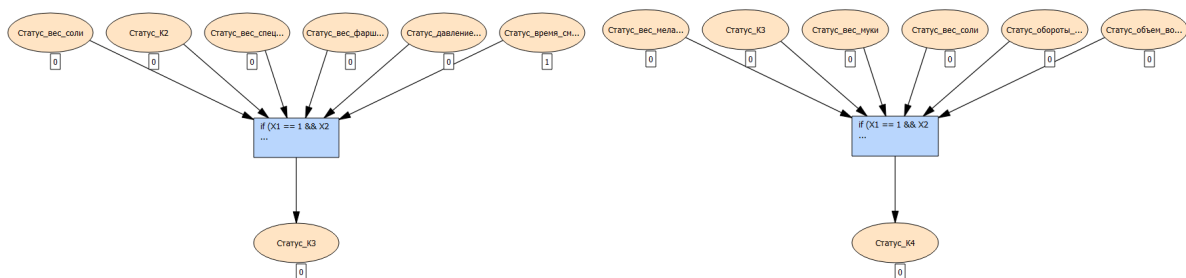 Статус_вес_соли
Статус_К2
Статус_вес_спец...
Статус_вес_фарш...
Статус_давление...
Статус_время_см...
0
0
0
0
0
1
if (X1 == 1 && X2
...
Статус_К3
0
Статус_вес_мела...
Статус_К3
Статус_вес_муки
Статус_вес_соли
Статус_обороты_...
Статус_объем_во...
0
0
0
0
0
0
if (X1 == 1 && X2
...
Статус_К4
0